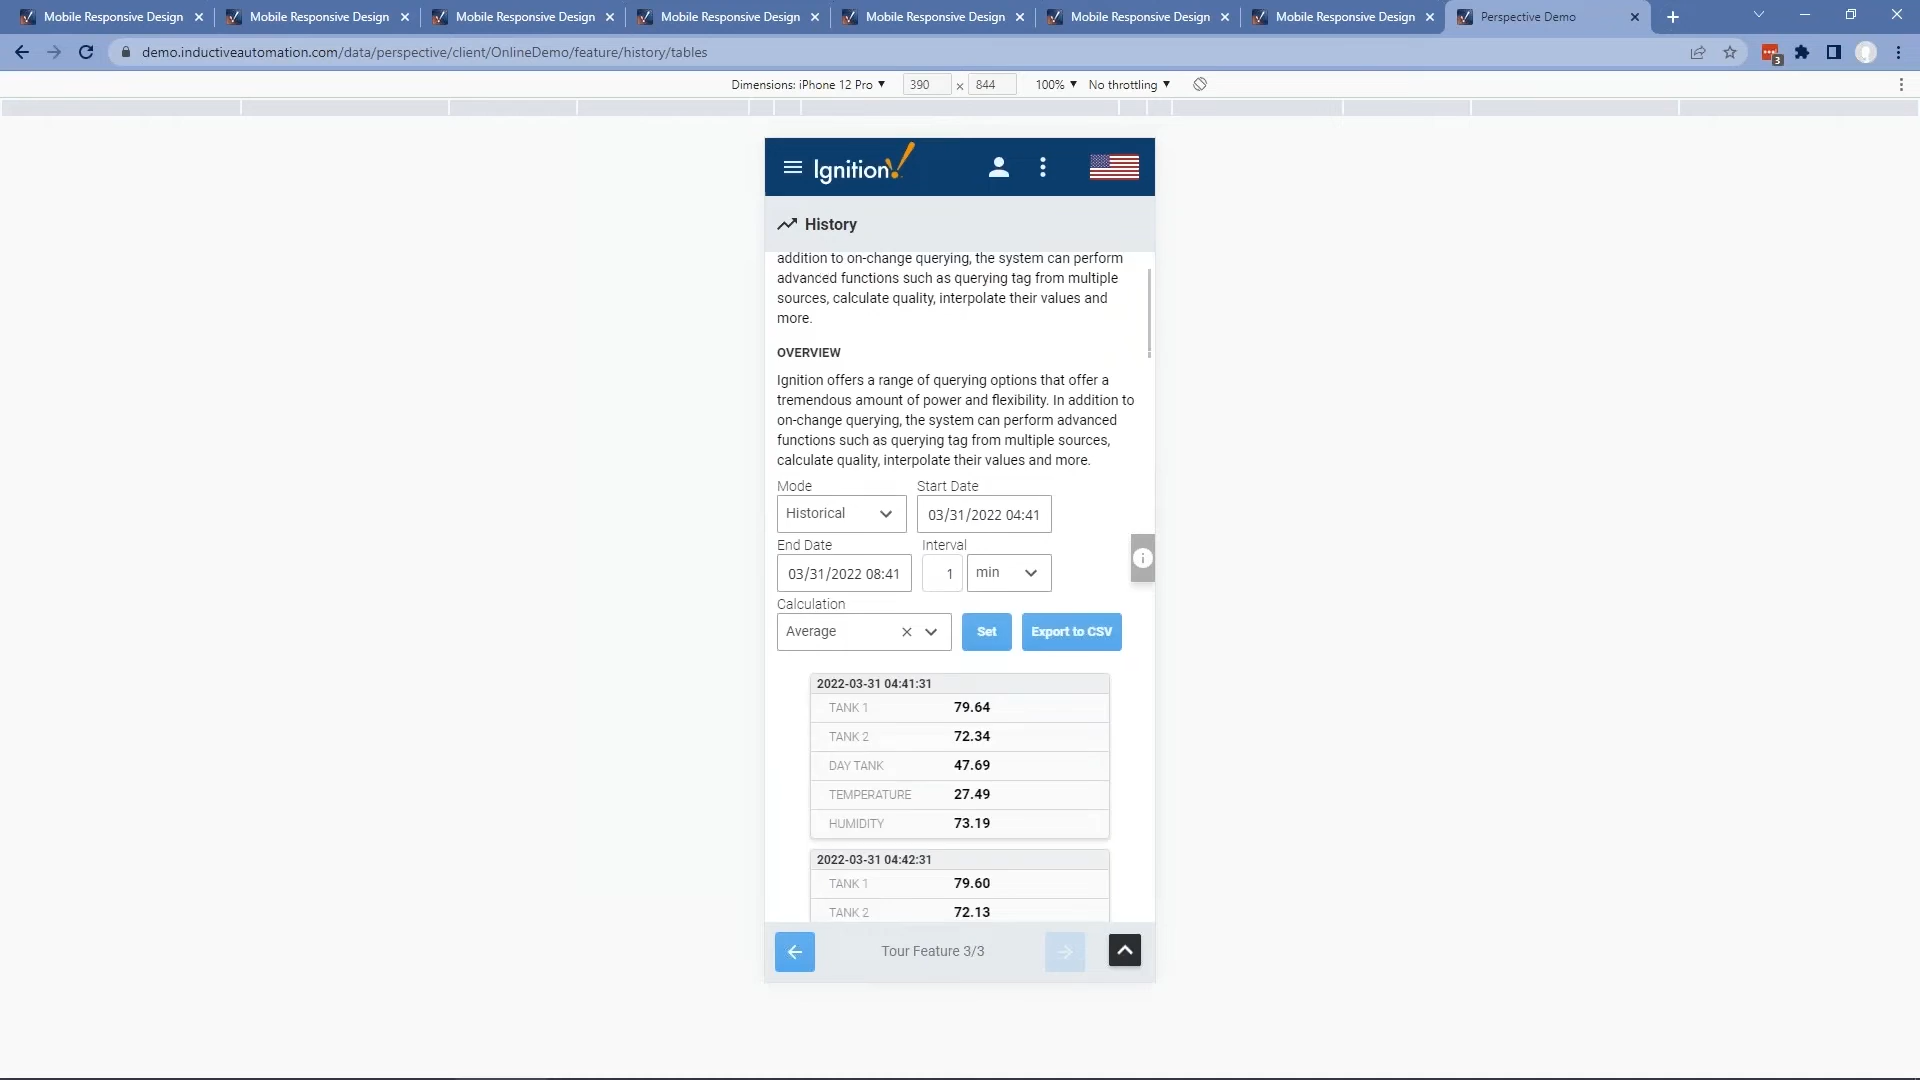 Mobile Responsive Design
Mobile Responsive Design
Mobile Responsive Design
Mobile Responsive Design
Mobile Responsive Design
Mobile Responsive Design
Mobile Responsive Design
Perspective Demo
demo.inductiveautomation.com/data/perspective/client/OnlineDemo/feature/history/tables
3
Dimensions: iPhone 12 Pro ▼ 390 × 844 100% ▼ No throttling ▼
Ignition!
History
addition to on-change querying, the system can perform
advanced functions such as querying tag from multiple
sources, calculate quality, interpolate their values and
more.
OVERVIEW
Ignition offers a range of querying options that offer a
tremendous amount of power and flexibility. In addition to
on-change querying, the system can perform advanced
functions such as querying tag from multiple sources,
calculate quality, interpolate their values and more.
Mode Start Date
Historical 03/31/2022 04:41
End Date Interval
03/31/2022 08:41 1 min
Calculation
Average Set Export to CSV
2022-03-31 04:41:31
TANK 1 79.64
TANK 2 72.34
DAY TANK 47.69
TEMPERATURE 27.49
HUMIDITY 73.19
2022-03-31 04:42:31
TANK 1 79.60
TANK 2 72.13
Tour Feature 3/3